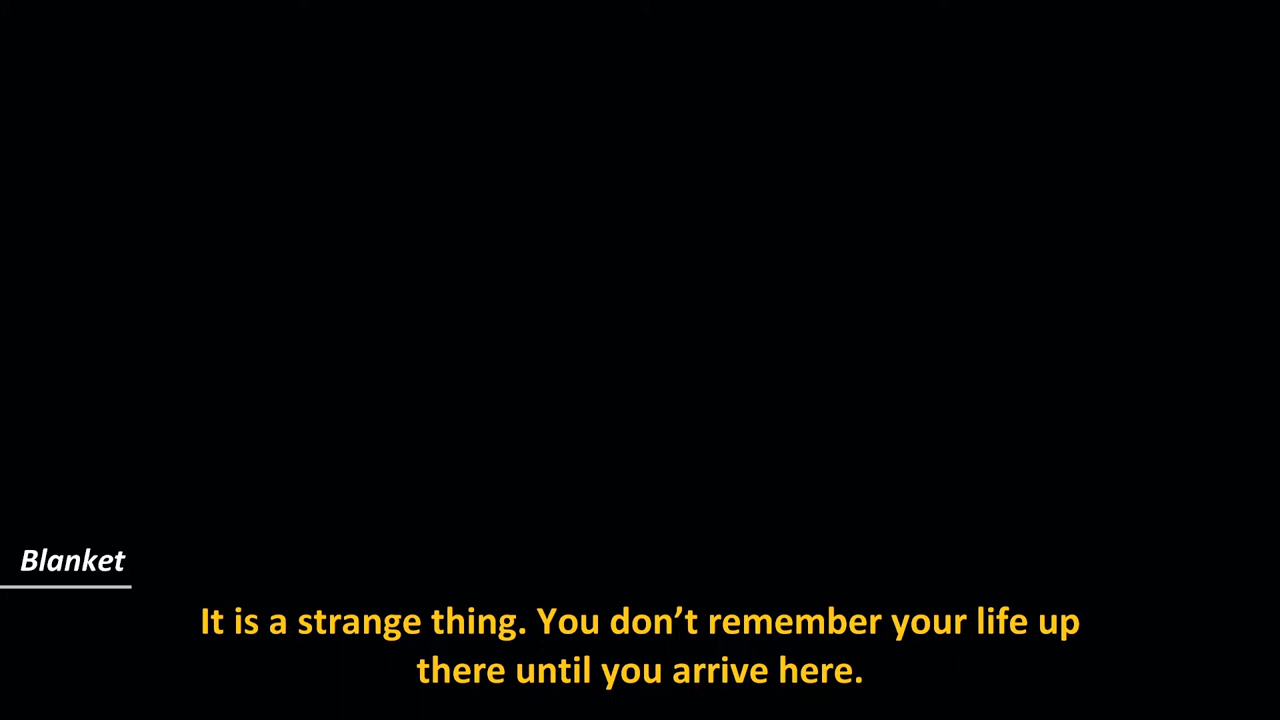 Blanket
It is a strange thing. You don’t remember your life up
there until you arrive here.